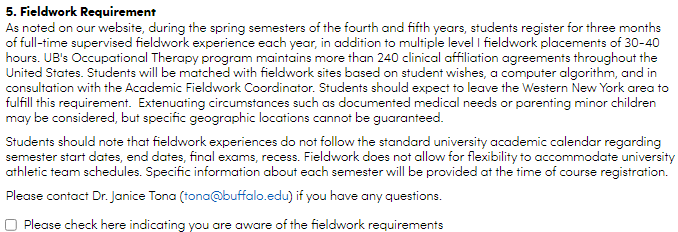 5. Fieldwork Requirement
As noted on our website, during the spring semesters of the fourth and fifth years, students register for three months
of full-time supervised fieldwork experience each year, in addition to multiple level I fieldwork placements of 30-40
hours. UB's Occupational Therapy program maintains more than 240 clinical affiliation agreements throughout the
United States. Students will be matched with fieldwork sites based on student wishes, a computer algorithm, and in
consultation with the Academic Fieldwork Coordinator. Students should expect to leave the Western New York area to
fulfill this requirement. Extenuating circumstances such as documented medical needs or parenting minor children
may be considered, but specific geographic locations cannot be guaranteed.
Students should note that fieldwork experiences do not follow the standard university academic calendar regarding
semester start dates, end dates, final exams, recess. Fieldwork does not allow for flexibility to accommodate university
athletic team schedules. Specific information about each semester will be provided at the time of course registration.
Please contact Dr. Janice Tona (tona@buffalo.edu) if you have any questions.
Please check here indicating you are aware of the fieldwork requirements